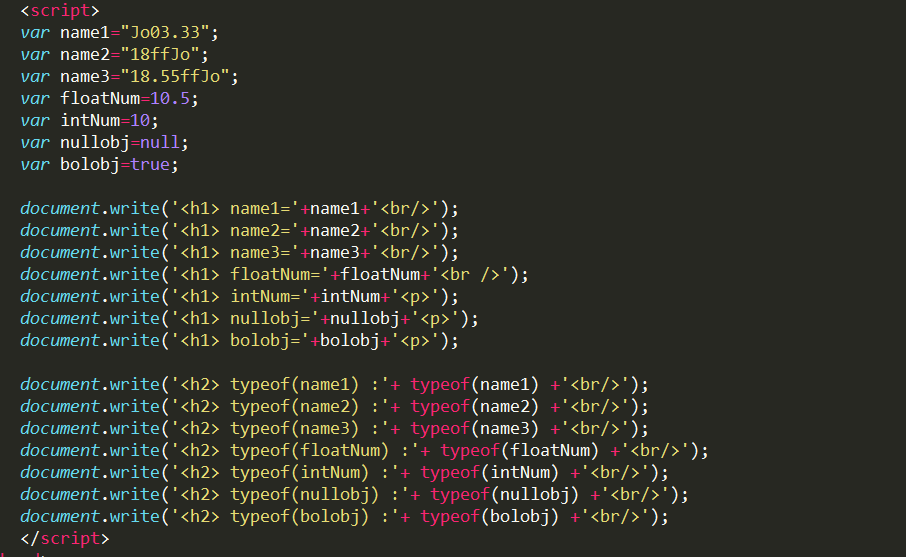 <script>
var name1="Jo03.33";
var name2="18ffJo";
var name3="18.55ffJo";
var floatNum=10.5;
var intNum=10;
var nullobj=null;
var bolobj=true;

document.write('<h1> name1='+name1+'<br/>');
document.write('<h1> name2='+name2+'<br/>');
document.write('<h1> name3='+name3+'<br/>');
document.write('<h1> floatNum='+floatNum+'<br />');
document.write('<h1> intNum='+intNum+'<p>');
document.write('<h1> nullobj='+nullobj+'<p>');
document.write('<h1> bolobj='+bolobj+'<p>');

document.write('<h2> typeof(name1) :'+ typeof(name1) +'<br/>');
document.write('<h2> typeof(name2) :'+ typeof(name2) +'<br/>');
document.write('<h2> typeof(name3) :'+ typeof(name3) +'<br/>');
document.write('<h2> typeof(floatNum) :'+ typeof(floatNum) +'<br/>');
document.write('<h2> typeof(intNum) :'+ typeof(intNum) +'<br/>');
document.write('<h2> typeof(nullobj) :'+ typeof(nullobj) +'<br/>');
document.write('<h2> typeof(bolobj) :'+ typeof(bolobj) +'<br/>');
</script>